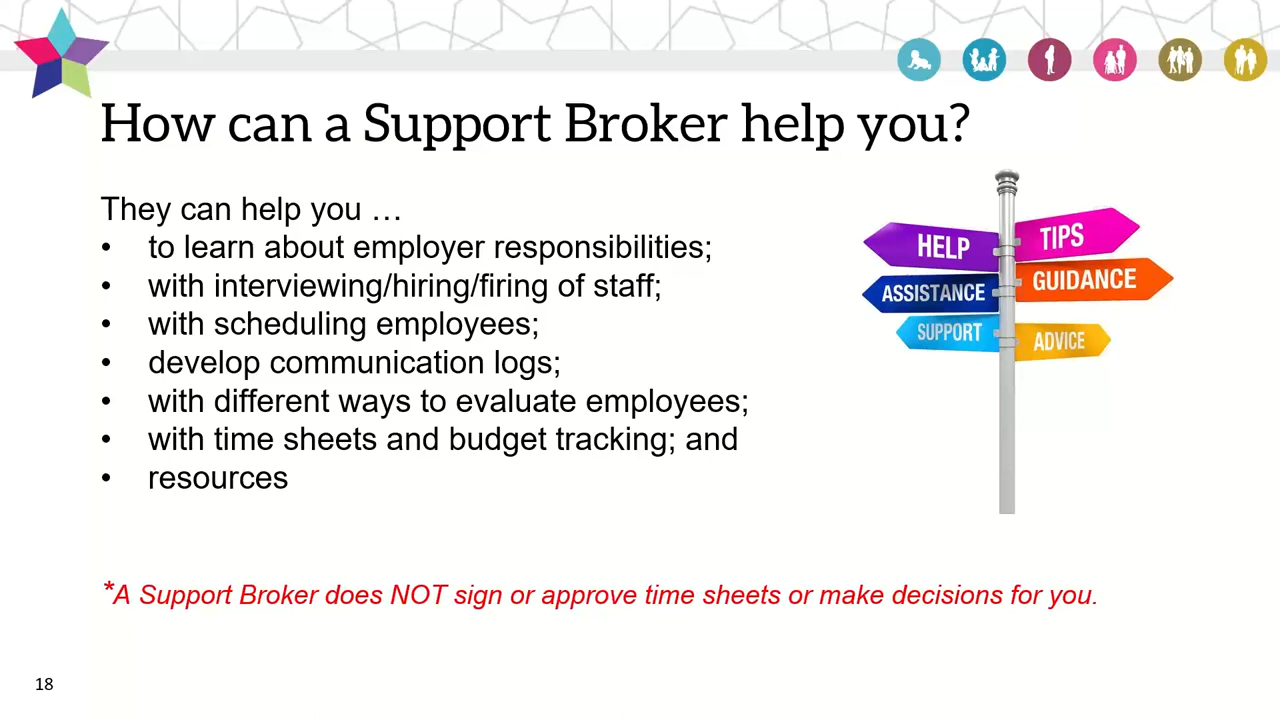 How can a Support Broker help you?
They can help you …
• to learn about employer responsibilities;
• with interviewing/hiring/firing of staff;
• with scheduling employees;
• develop communication logs;
• with different ways to evaluate employees;
• with time sheets and budget tracking; and
• resources
HELP
TIPS
ASSISTANCE
GUIDANCE
SUPPORT
ADVICE
*A Support Broker does NOT sign or approve time sheets or make decisions for you.
18